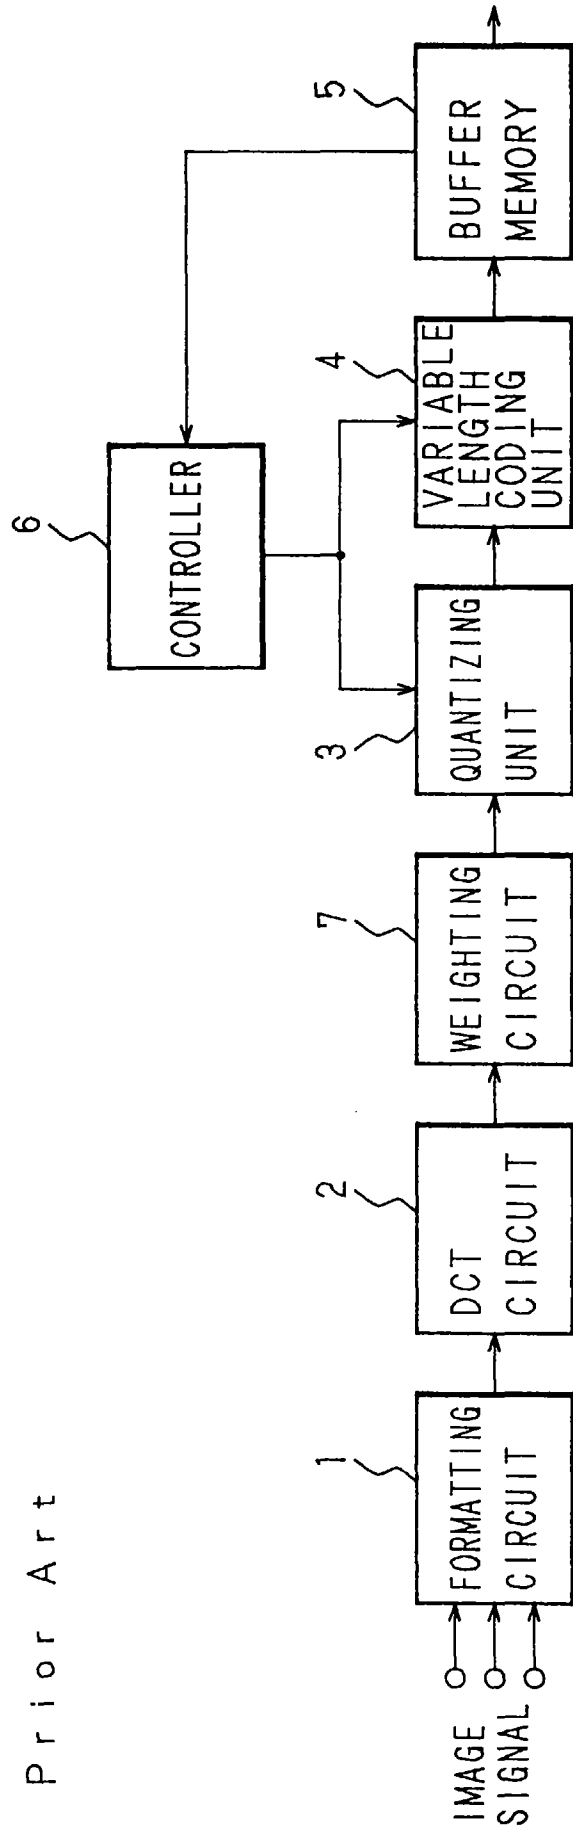 Prior Art
IMAGE
SIGNAL
1
FORMATTING
CIRCUIT
2
DCT
CIRCUIT
7
WEIGHTING
CIRCUIT
3
QUANTIZING
UNIT
4
VARIABLE
LENGTH
CODING
UNIT
5
BUFFER
MEMORY
6
CONTROLLER